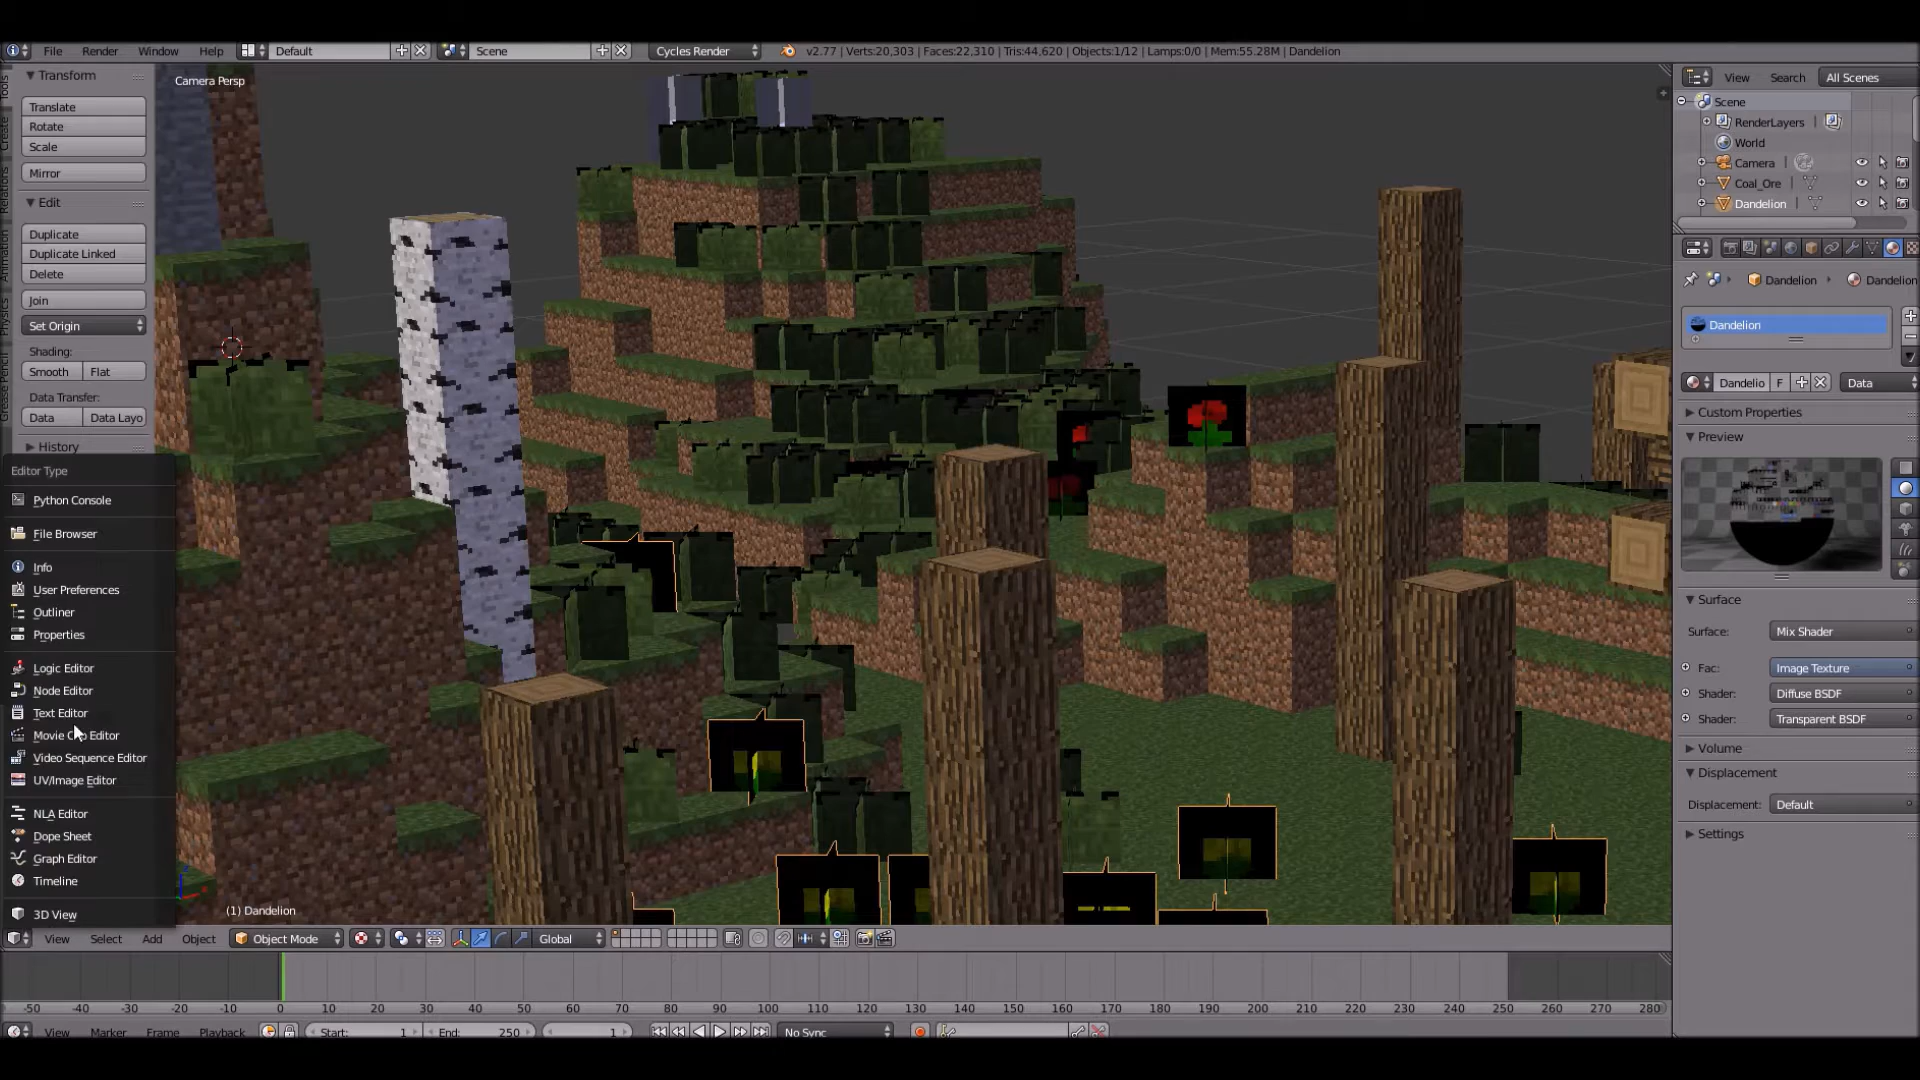 File Render Window Help Default Scene Cycles Render v2.77 | Verts:20,303 | Faces:22,310 | Tris:44,620 | Objects:1/12 | Lamps:0/0 | Mem:55.28M | Dandelion
Tools
Create
Relations
Animation
Physics
Grease Pencil
Transform
Translate
Rotate
Scale
Mirror
Edit
Duplicate
Duplicate Linked
Delete
Join
Set Origin
Shading:
Smooth Flat
Data Transfer:
Data Data Layo
History
Editor Type
Python Console
File Browser
Info
User Preferences
Outliner
Properties
Logic Editor
Node Editor
Text Editor
Movie Editor
Video Sequence Editor
UV/Image Editor
NLA Editor
Dope Sheet
Graph Editor
Timeline
3D View
Camera Persp
(1) Dandelion
View Select Add Object Object Mode Global
-50 -40 -30 -20 -10 0 10 20 30 40 50 60 70 80 90 100 110 120 130 140 150 160 170 180 190 200 210 220 230 240 250 260 270 280
View Marker Frame Playback Start: 1 End: 250 1 No Sync
View Search All Scenes
Scene
RenderLayers
World
Camera
Coal_Ore
Dandelion
Dandelion Dandelion
Dandelion
Dandelio F Data
Custom Properties
Preview
Surface
Surface: Mix Shader
Fac: Image Texture
Shader: Diffuse BSDF
Shader: Transparent BSDF
Volume
Displacement
Displacement: Default
Settings